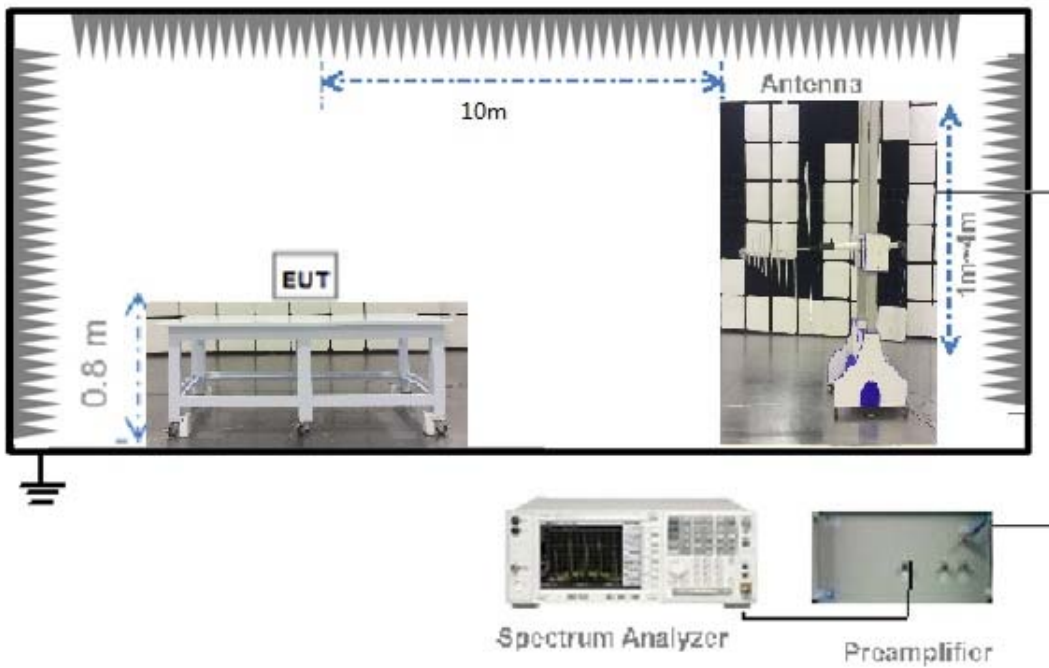 Antenna
10m
1m~4m
EUT
0.8 m
Spectrum Analyzer
Preamplifier